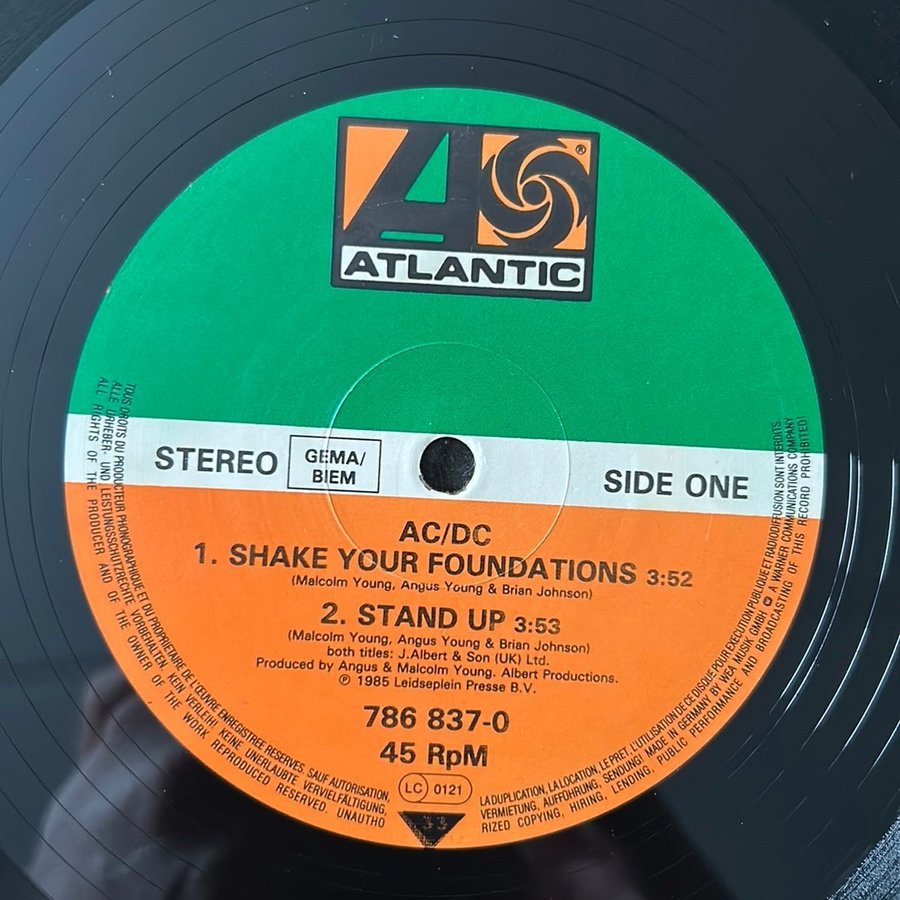 ®
ATLANTIC
STEREO
GEMA/
BIEM
SIDE ONE
AC/DC
1. SHAKE YOUR FOUNDATIONS 3:52
(Malcolm Young, Angus Young & Brian Johnson)
2. STAND UP 3:53
(Malcolm Young, Angus Young & Brian Johnson)
both titles: J.Albert & Son (UK) Ltd.
Produced by Angus & Malcolm Young. Albert Productions.
℗ 1985 Leidseplein Presse B.V.
786 837-0
45 RpM
LC 0121
33
TOUS DROITS DU PRODUCTEUR PHONOGRAPHIQUE ET DU PROPRIETAIRE DE L'ŒUVRE ENREGISTREE RESERVES. SAUF AUTORISATION, LA DUPLICATION, LA LOCATION, LE PRET, L'UTILISATION DE CE DISQUE POUR EXECUTION PUBLIQUE ET RADIODIFFUSION SONT INTERDITS.
ALLE URHEBER- UND LEISTUNGSSCHUTZRECHTE VORBEHALTEN. KEIN VERLEIH! KEINE UNERLAUBTE VERVIELFÄLTIGUNG, VERMIETUNG, AUFFÜHRUNG, SENDUNG! MADE IN GERMANY BY WEA MUSIK GMBH A WARNER COMMUNICATIONS COMPANY
ALL RIGHTS OF THE PRODUCER AND OF THE OWNER OF THE WORK REPRODUCED RESERVED. UNAUTHORIZED COPYING, HIRING, LENDING, PUBLIC PERFORMANCE AND BROADCASTING OF THIS RECORD PROHIBITED